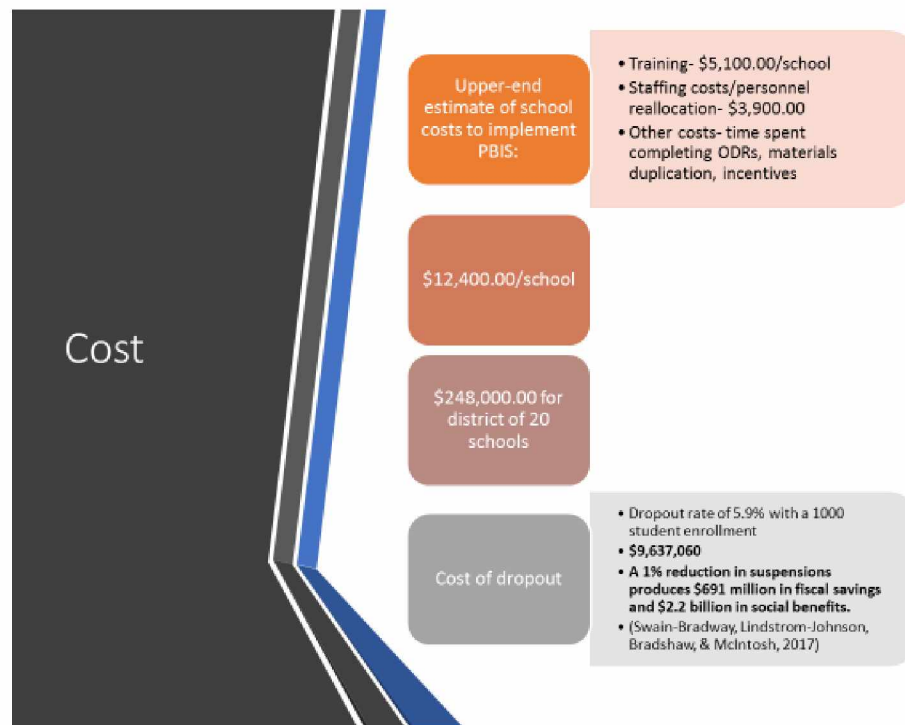 Cost
Upper-end
estimate of school
costs to implement
PBIS:
• Training- $5,100.00/school
• Staffing costs/personnel
reallocation- $3,900.00
• Other costs- time spent
completing ODRs, materials
duplication, incentives
$12,400.00/school
$248,000.00 for
district of 20
schools
Cost of dropout
• Dropout rate of 5.9% with a 1000
student enrollment
• $9,637,060
• A 1% reduction in suspensions
produces $691 million in fiscal savings
and $2.2 billion in social benefits.
• (Swain-Bradway, Lindstrom-Johnson,
Bradshaw, & McIntosh, 2017)